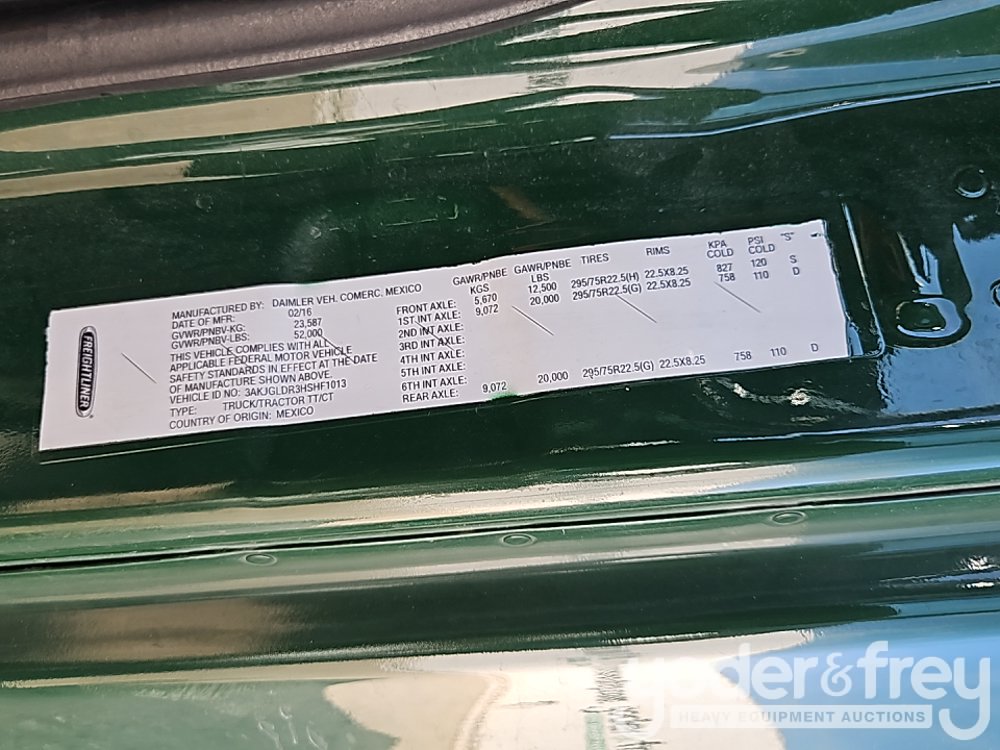 FREIGHTLINER
MANUFACTURED BY: DAIMLER VEH. COMERC. MEXICO
DATE OF MFR: 02/16
GVWR/PNBV-KG: 23,587
GVWR/PNBV-LBS: 52,000
THIS VEHICLE COMPLIES WITH ALL
APPLICABLE FEDERAL MOTOR VEHICLE
SAFETY STANDARDS IN EFFECT AT THE DATE
OF MANUFACTURE SHOWN ABOVE.
VEHICLE ID NO: 3AKJGLDR3HSHF1013
TYPE: TRUCK/TRACTOR TT/CT
COUNTRY OF ORIGIN: MEXICO
GAWR/PNBE KGS GAWR/PNBE LBS TIRES RIMS KPA COLD PSI COLD "S"
FRONT AXLE: 5,670 12,500 295/75R22.5(H) 22.5X8.25 827 120 S
1ST INT AXLE: 9,072 20,000 295/75R22.5(G) 22.5X8.25 758 110 D
2ND INT AXLE:
3RD INT AXLE:
4TH INT AXLE:
5TH INT AXLE:
6TH INT AXLE:
REAR AXLE: 9,072 20,000 295/75R22.5(G) 22.5X8.25 758 110 D
yoder&frey
HEAVY EQUIPMENT AUCTIONS